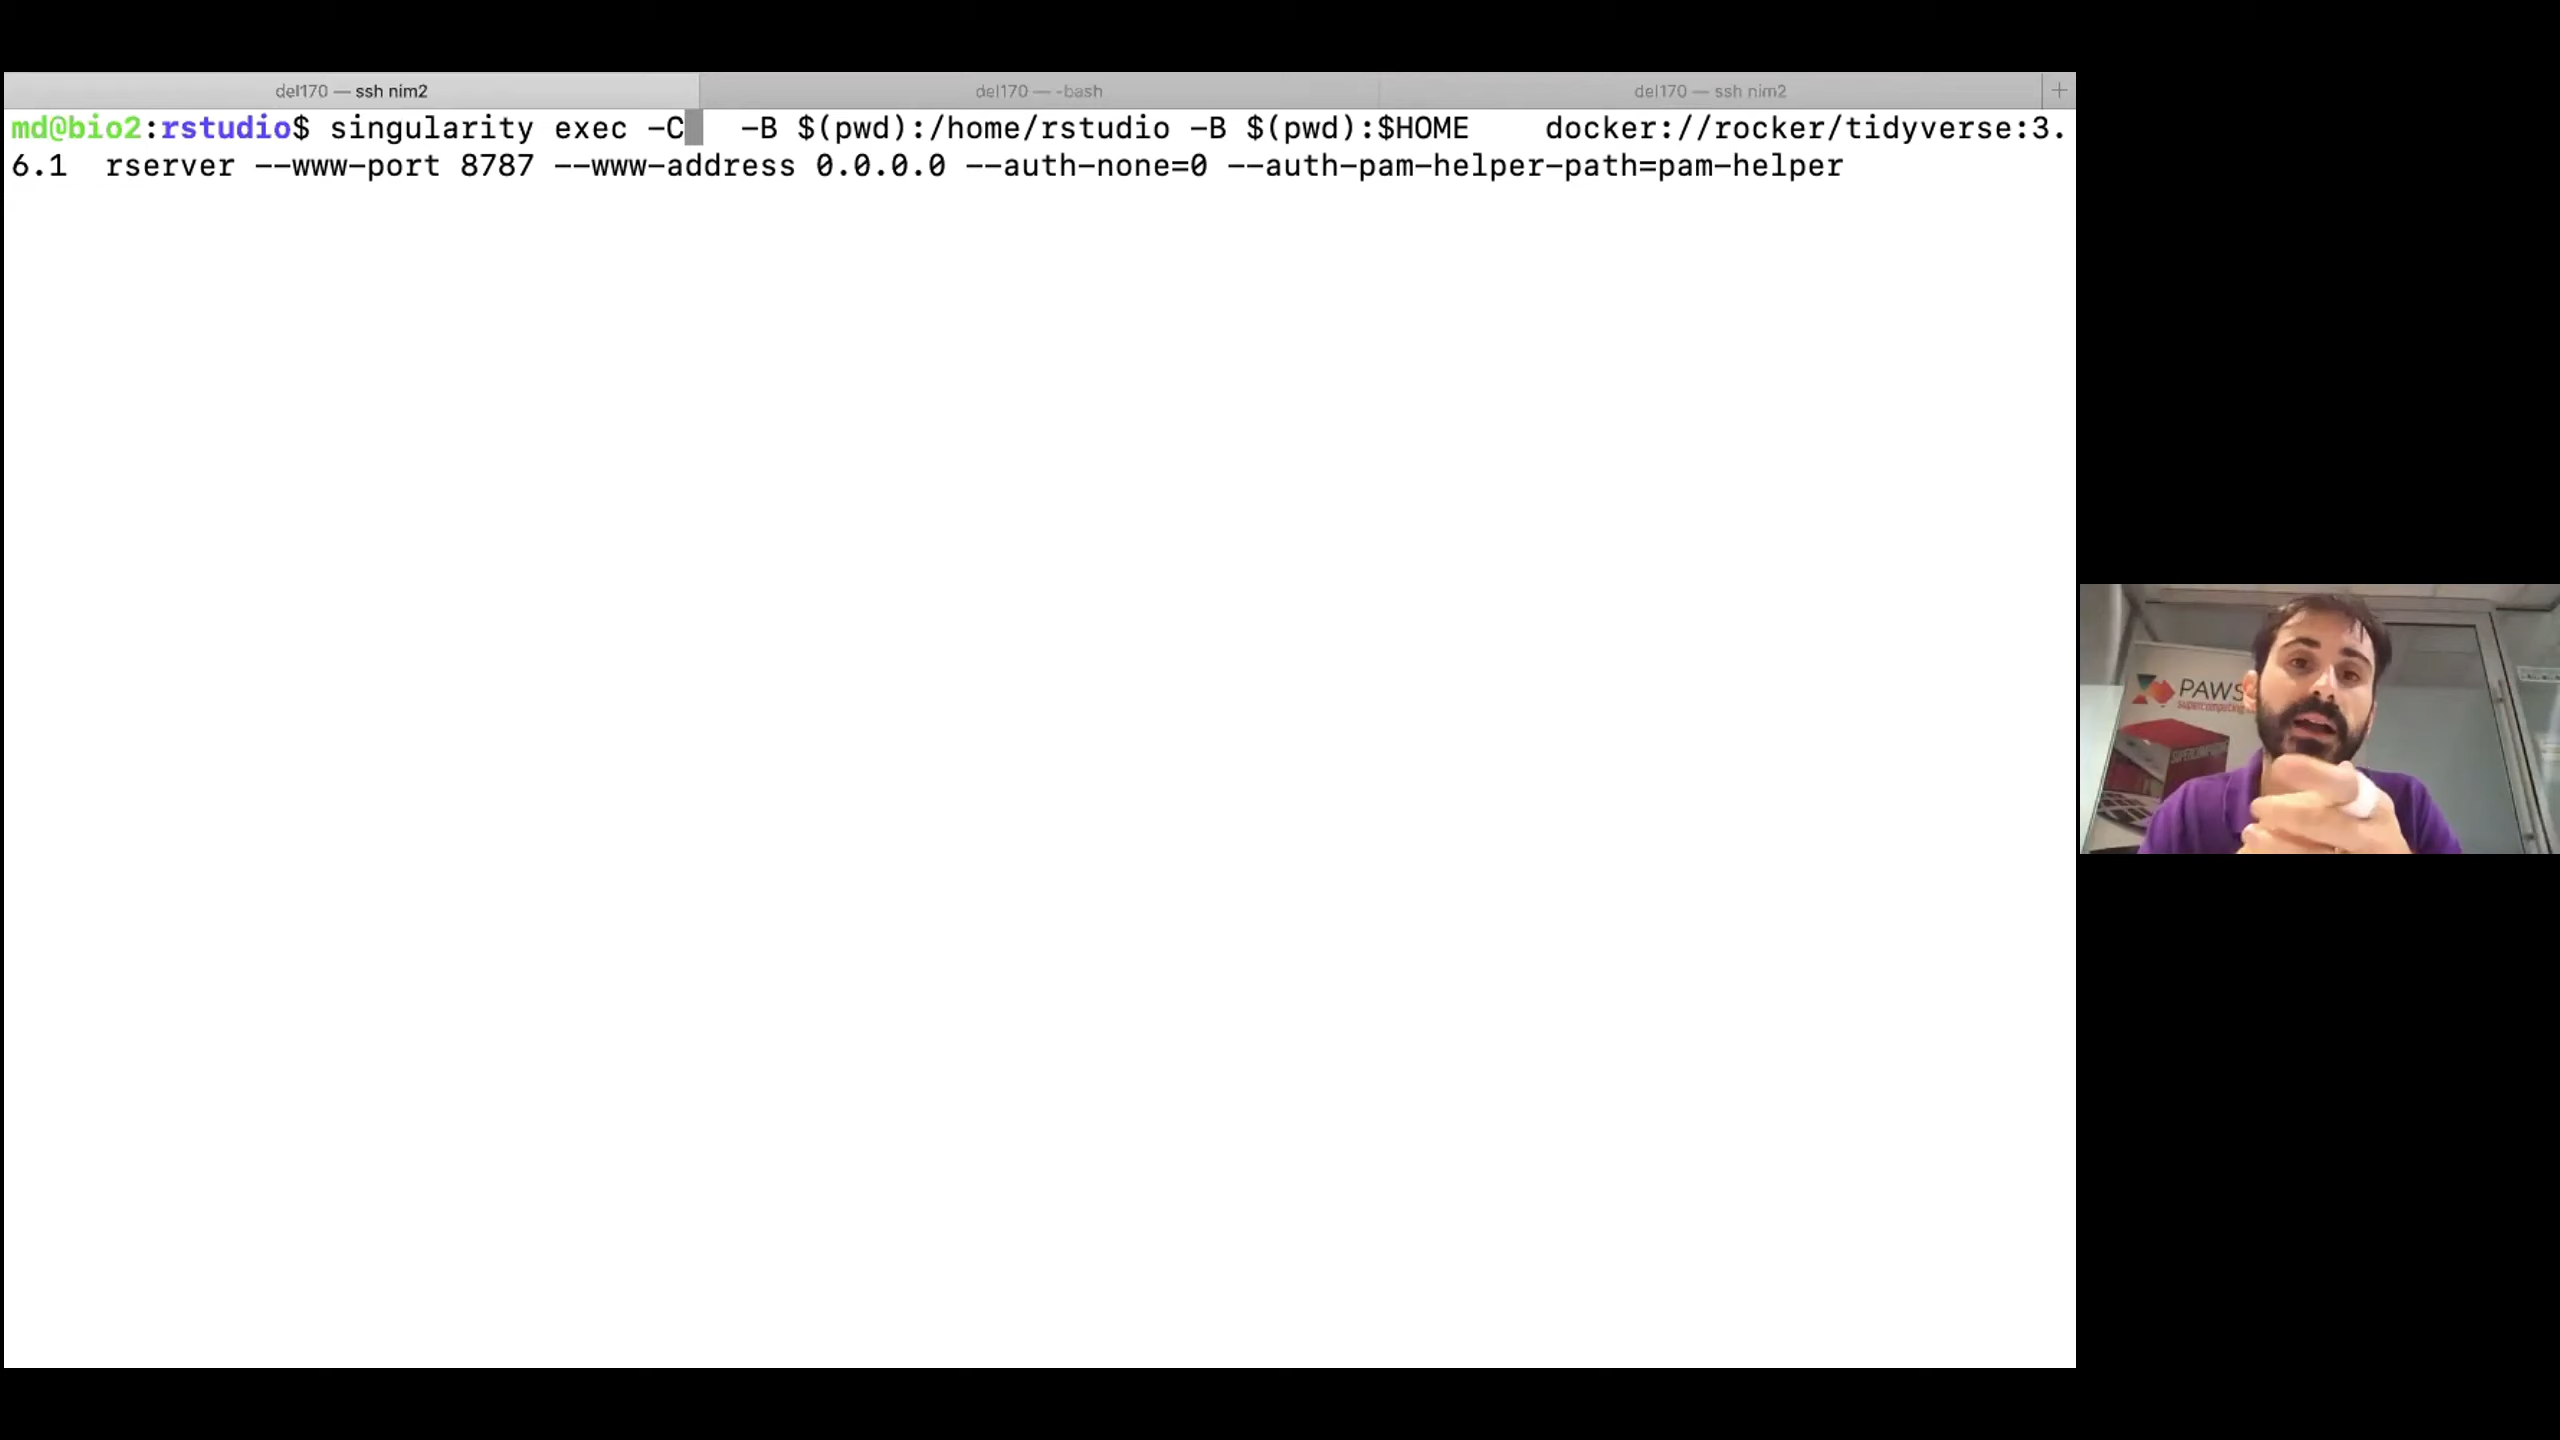 del170 — ssh nim2
del170 — -bash
del170 — ssh nim2
+
md@bio2:rstudio$ singularity exec -C  -B $(pwd):/home/rstudio -B $(pwd):$HOME    docker://rocker/tidyverse:3.
6.1  rserver --www-port 8787 --www-address 0.0.0.0 --auth-none=0 --auth-pam-helper-path=pam-helper
PAWS
supercomputing